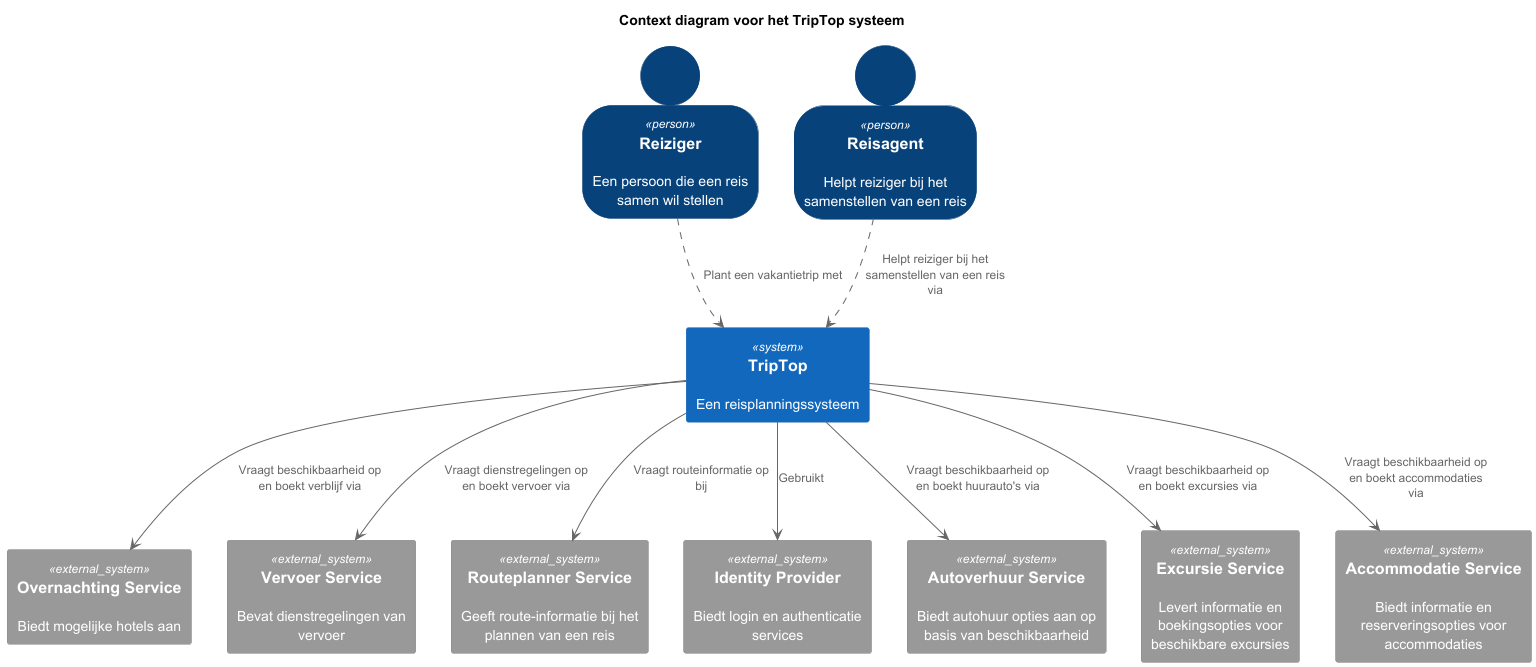 Context diagram voor het TripTop systeem
«person»
Reiziger
Een persoon die een reis
samen wil stellen
«person»
Reisagent
Helpt reiziger bij het
samenstellen van een reis
Plant een vakantietrip met
Helpt reiziger bij het
samenstellen van een reis
via
«system»
TripTop
Een reisplanningssysteem
Vraagt beschikbaarheid op
en boekt verblijf via
Vraagt dienstregelingen op
en boekt vervoer via
Vraagt routeinformatie op
bij
Gebruikt
Vraagt beschikbaarheid op
en boekt huurauto's via
Vraagt beschikbaarheid op
en boekt excursies via
Vraagt beschikbaarheid op
en boekt accommodaties
via
«external_system»
Overnachting Service
Biedt mogelijke hotels aan
«external_system»
Vervoer Service
Bevat dienstregelingen van
vervoer
«external_system»
Routeplanner Service
Geeft route-informatie bij het
plannen van een reis
«external_system»
Identity Provider
Biedt login en authenticatie
services
«external_system»
Autoverhuur Service
Biedt autohuur opties aan op
basis van beschikbaarheid
«external_system»
Excursie Service
Levert informatie en
boekingsopties voor
beschikbare excursies
«external_system»
Accommodatie Service
Biedt informatie en
reserveringsopties voor
accommodaties